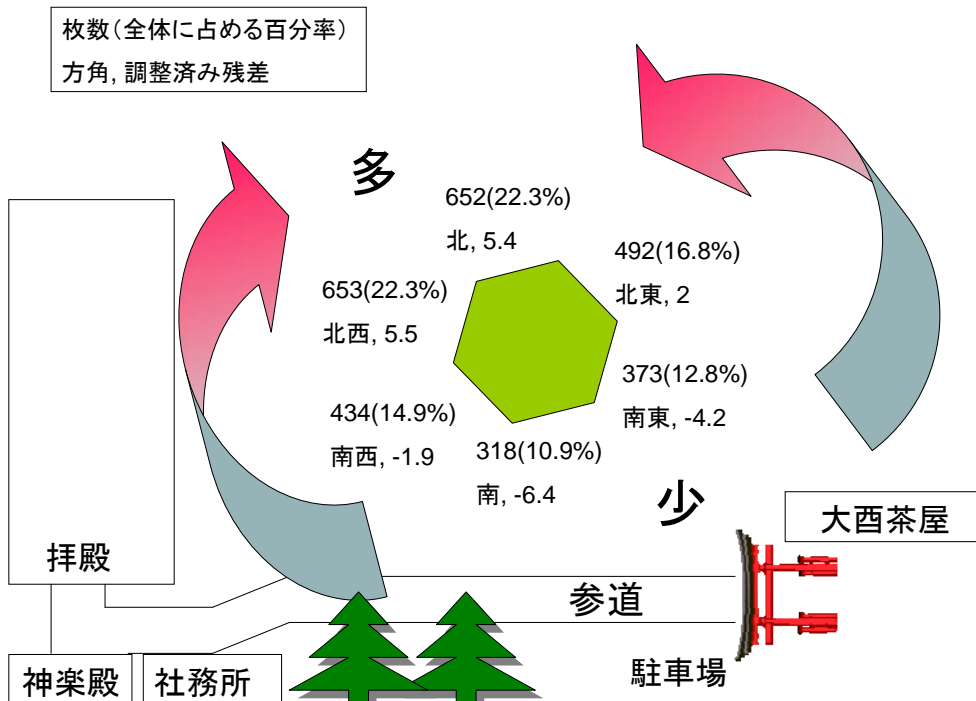 枚数（全体に占める百分率）
方角, 調整済み残差
多
652(22.3%)
北, 5.4
492(16.8%)
北東, 2
653(22.3%)
北西, 5.5
373(12.8%)
南東, -4.2
434(14.9%)
南西, -1.9
318(10.9%)
南, -6.4
少
大酉茶屋
拝殿
参道
神楽殿
社務所
駐車場